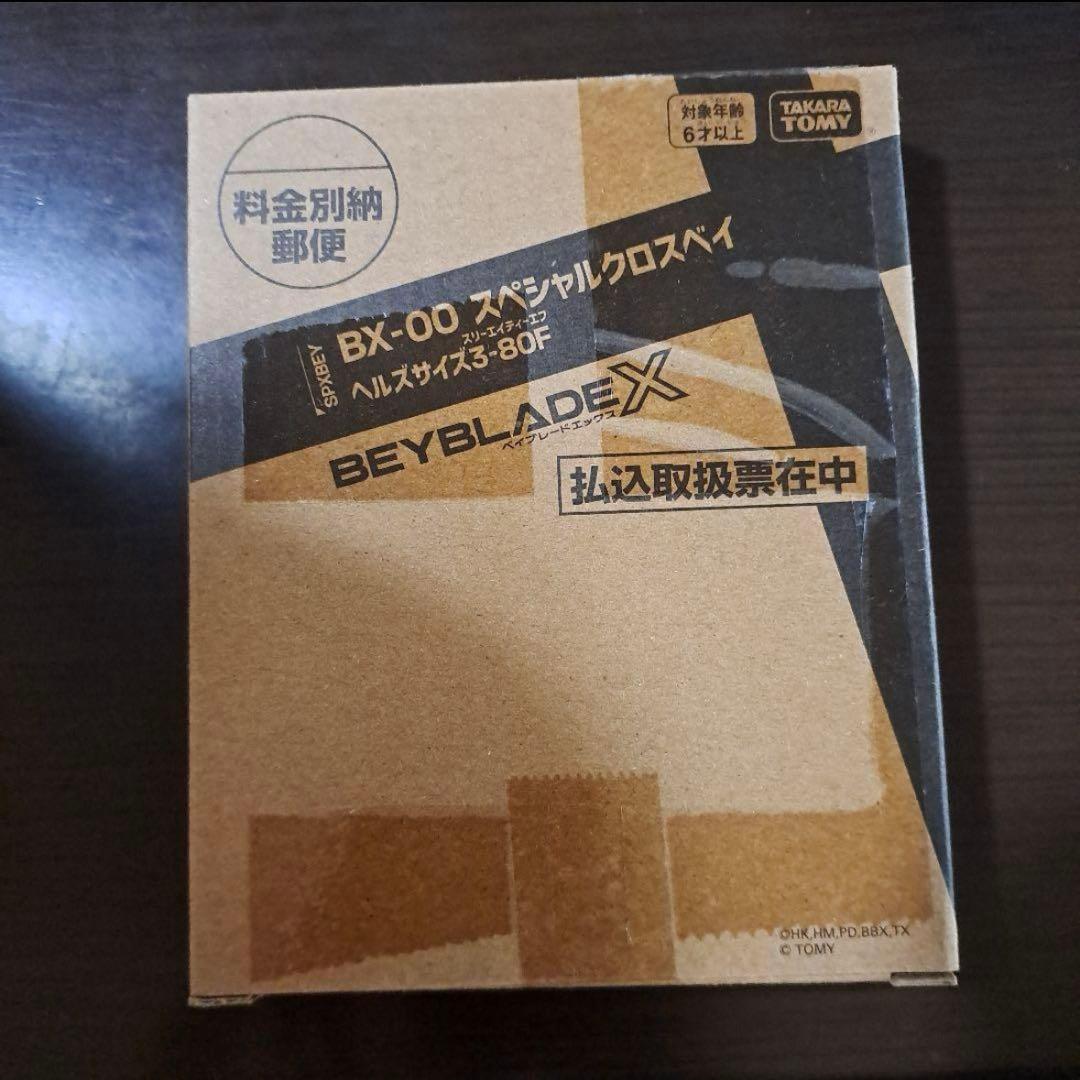 料金別納
郵便
対象年齢
6才以上
TAKARA
TOMY
SPXBEY
BX-00 スペシャルクロスベイ
スリーエイティーエフ
ヘルズサイズ3-80F
BEYBLADE X
ベイブレードエックス
払込取扱票在中
©HK,HM,PD,BBX,TX
© TOMY